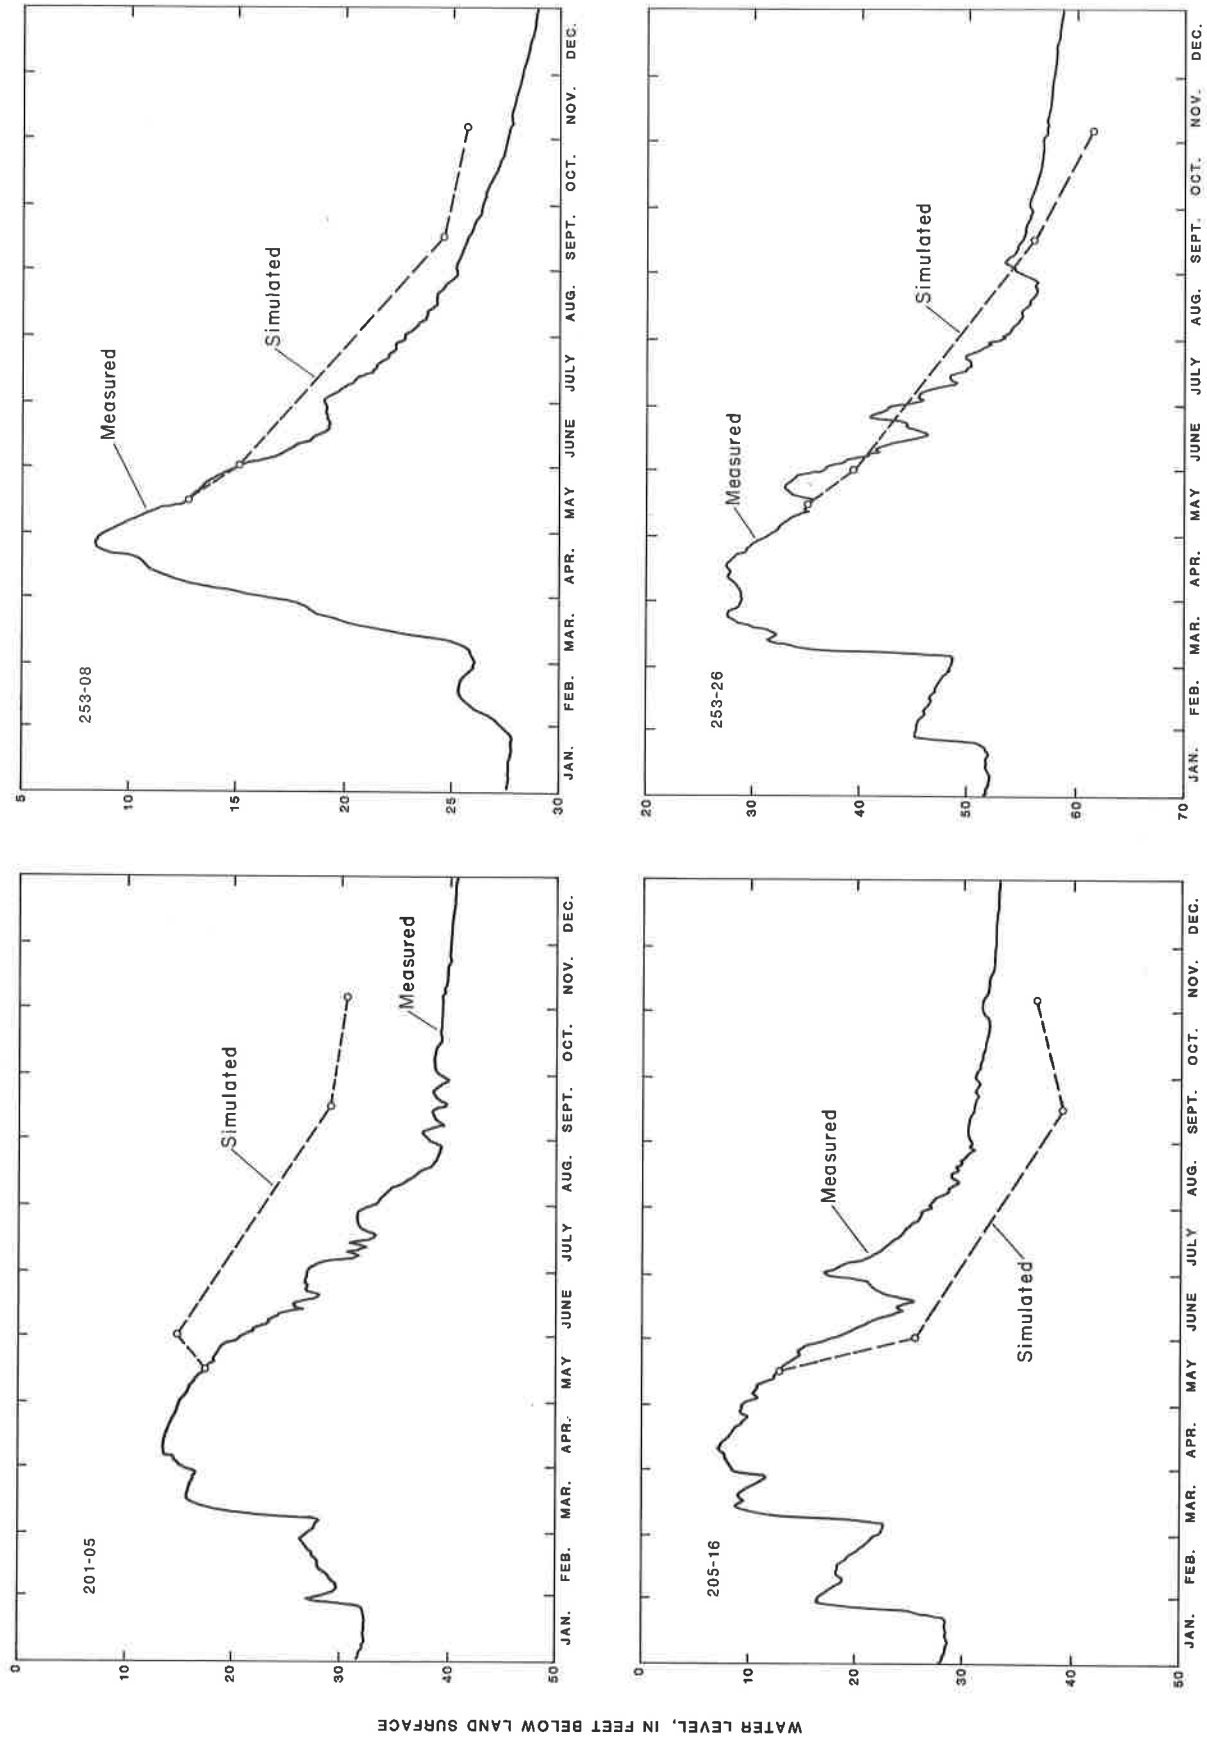 WATER LEVEL, IN FEET BELOW LAND SURFACE
0
10
20
30
40
50
201-05
Simulated
Measured
JAN. FEB. MAR. APR. MAY JUNE JULY AUG. SEPT. OCT. NOV. DEC.
5
10
15
20
25
30
253-08
Measured
Simulated
JAN. FEB. MAR. APR. MAY JUNE JULY AUG. SEPT. OCT. NOV. DEC.
0
10
20
30
40
50
205-16
Measured
Simulated
JAN. FEB. MAR. APR. MAY JUNE JULY AUG. SEPT. OCT. NOV. DEC.
20
30
40
50
60
70
253-26
Measured
Simulated
JAN. FEB. MAR. APR. MAY JUNE JULY AUG. SEPT. OCT. NOV. DEC.